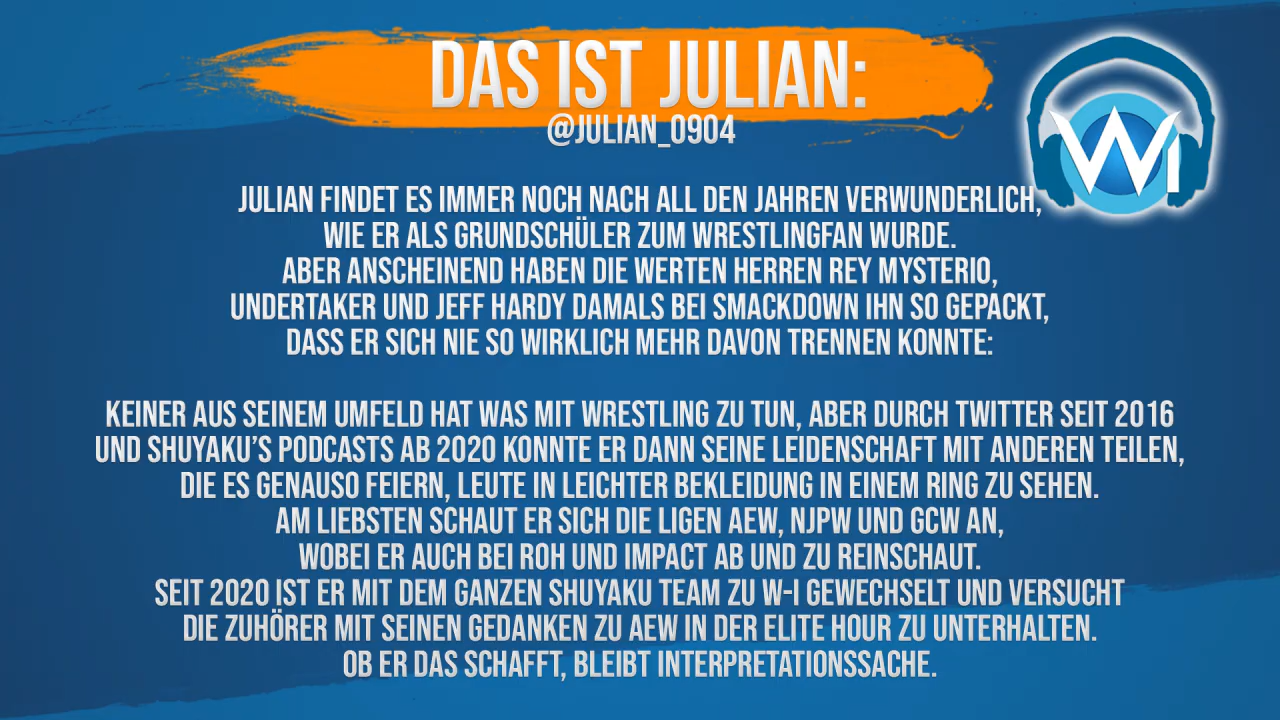 DAS IST JULIAN:
@JULIAN_0904
WI
JULIAN FINDET ES IMMER NOCH NACH ALL DEN JAHREN VERWUNDERLICH,
WIE ER ALS GRUNDSCHÜLER ZUM WRESTLINGFAN WURDE.
ABER ANSCHEINEND HABEN DIE WERTEN HERREN REY MYSTERIO,
UNDERTAKER UND JEFF HARDY DAMALS BEI SMACKDOWN IHN SO GEPACKT,
DASS ER SICH NIE SO WIRKLICH MEHR DAVON TRENNEN KONNTE:
KEINER AUS SEINEM UMFELD HAT WAS MIT WRESTLING ZU TUN, ABER DURCH TWITTER SEIT 2016
UND SHUYAKU'S PODCASTS AB 2020 KONNTE ER DANN SEINE LEIDENSCHAFT MIT ANDEREN TEILEN,
DIE ES GENAUSO FEIERN, LEUTE IN LEICHTER BEKLEIDUNG IN EINEM RING ZU SEHEN.
AM LIEBSTEN SCHAUT ER SICH DIE LIGEN AEW, NJPW UND GCW AN,
WOBEI ER AUCH BEI ROH UND IMPACT AB UND ZU REINSCHAUT.
SEIT 2020 IST ER MIT DEM GANZEN SHUYAKU TEAM ZU W-I GEWECHSELT UND VERSUCHT
DIE ZUHÖRER MIT SEINEN GEDANKEN ZU AEW IN DER ELITE HOUR ZU UNTERHALTEN.
OB ER DAS SCHAFFT, BLEIBT INTERPRETATIONSSACHE.